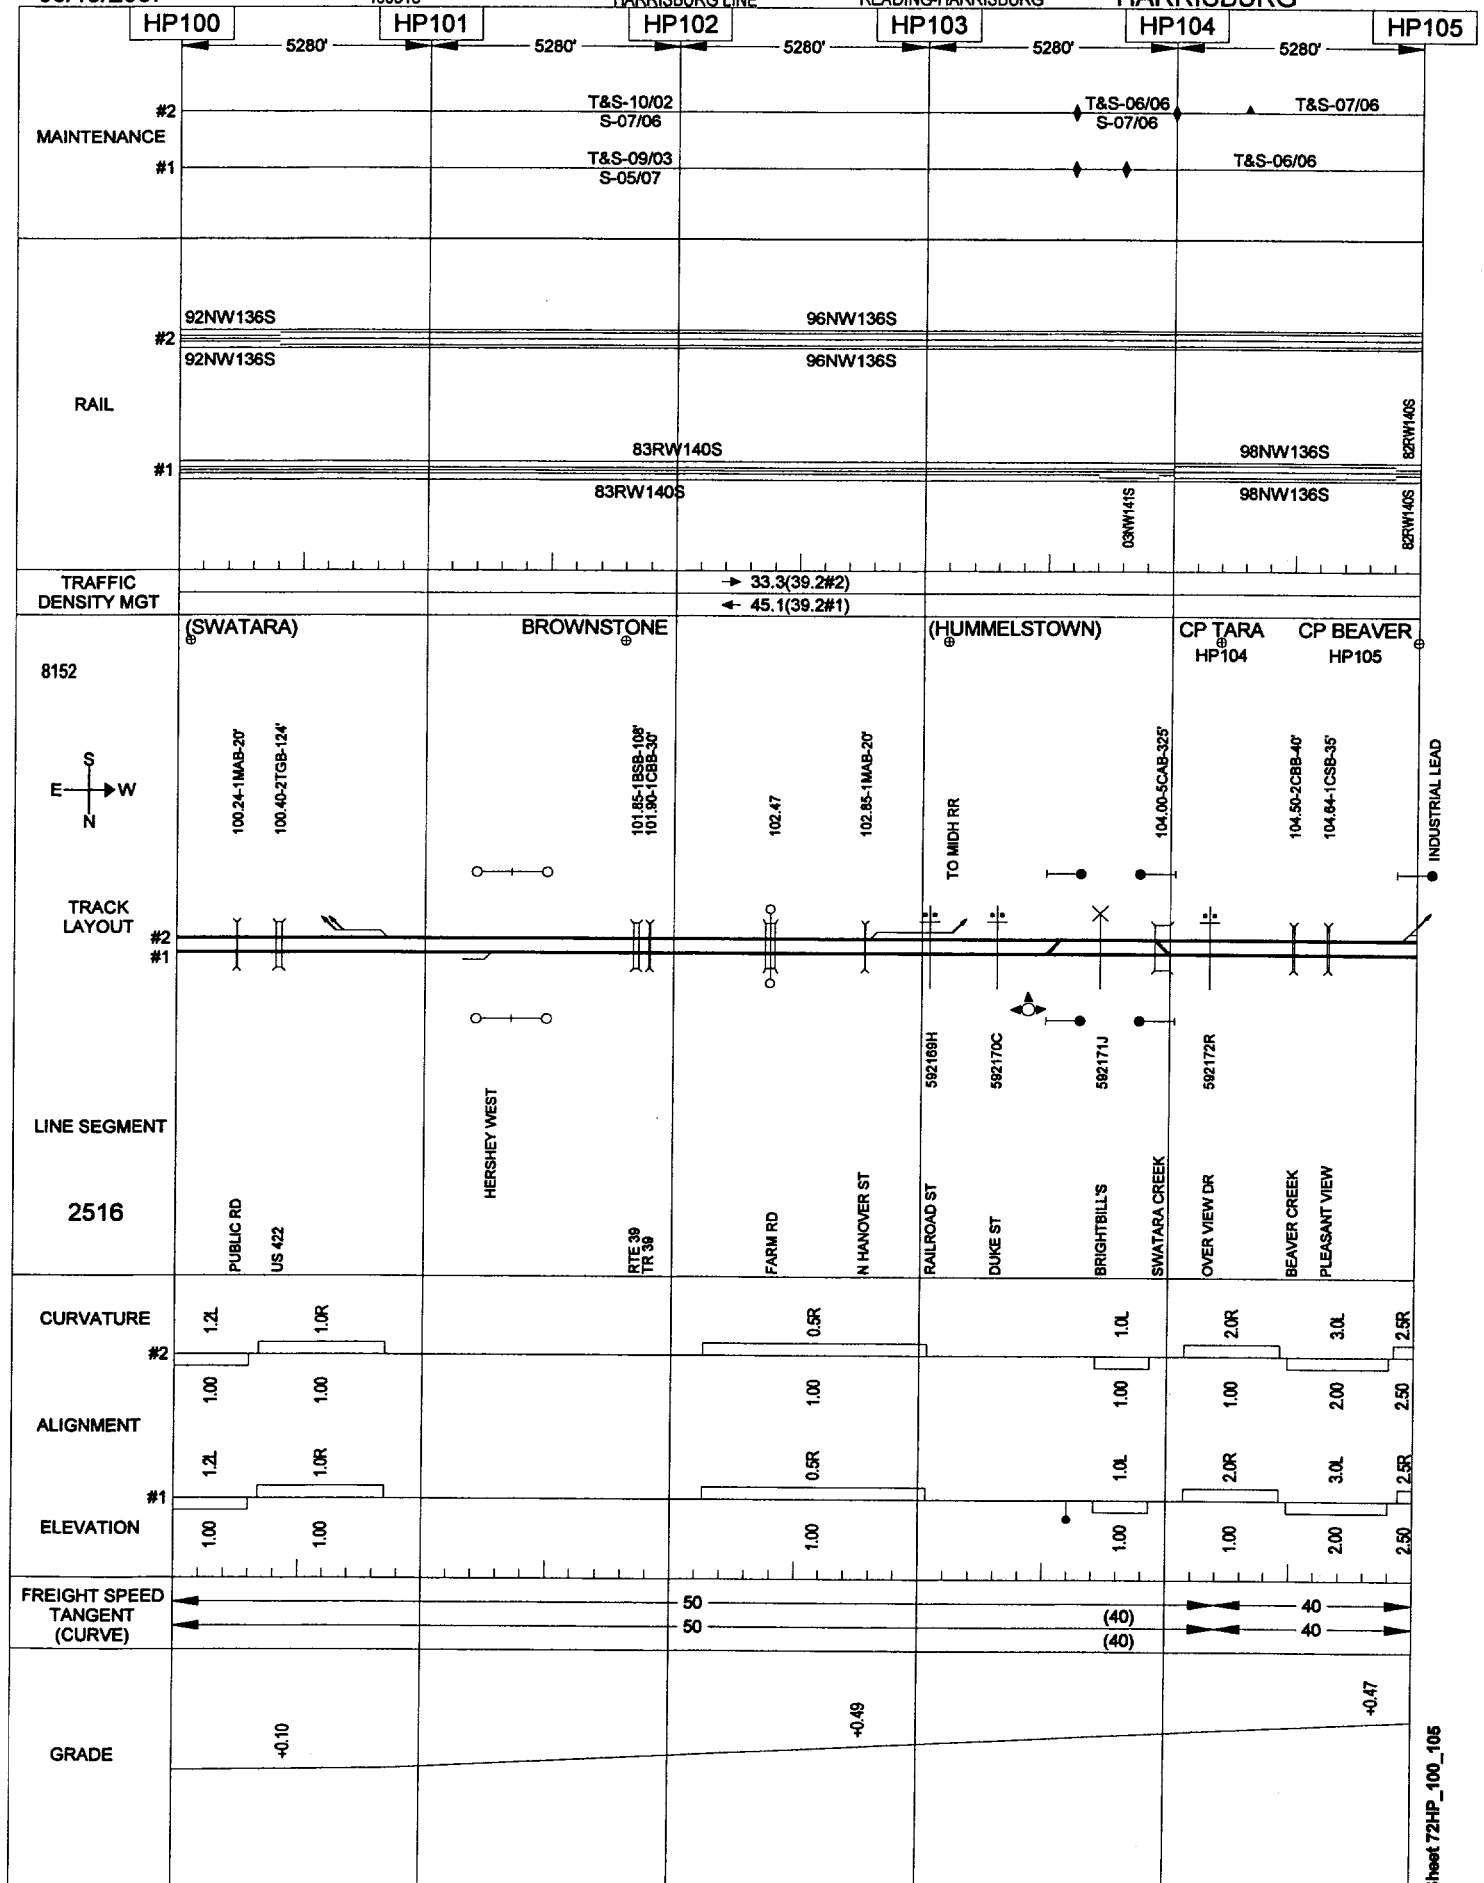 HARRISBURG LINE READING-HARRISBURG HARRISBURG
HP100 HP101 HP102 HP103 HP104 HP105
5280' 5280' 5280' 5280' 5280'
MAINTENANCE
#2 T&S-10/02 T&S-06/06 T&S-07/06
S-07/06 S-07/06
#1 T&S-09/03 T&S-06/06
S-05/07
RAIL
92NW136S 96NW136S
#2
92NW136S 96NW136S
83RW140S 98NW136S 82RW140S
#1
83RW140S 03NW141S 98NW136S 82RW140S
TRAFFIC
DENSITY MGT
33.3(39.2#2)
45.1(39.2#1)
(SWATARA) BROWNSTONE (HUMMELSTOWN) CP TARA CP BEAVER
HP104 HP105
8152
S
E W
N
100.24-1MAB-20'
100.40-2TGB-124'
101.85-1BSB-108'
101.90-1CBB-30'
102.47
102.85-1MAB-20'
TO MIDH RR
104.00-5CAB-325'
104.50-2CBB-40'
104.64-1CSB-35'
INDUSTRIAL LEAD
TRACK
LAYOUT
#2
#1
592169H
592170C
592171J
592172R
LINE SEGMENT
2516
PUBLIC RD
US 422
HERSHEY WEST
RTE 39
TR 39
FARM RD
N HANOVER ST
RAILROAD ST
DUKE ST
BRIGHTBILL'S
SWATARA CREEK
OVER VIEW DR
BEAVER CREEK
PLEASANT VIEW
CURVATURE
1.2L 1.0R 0.5R 1.0L 2.0R 3.0L 2.5R
#2
1.00 1.00 1.00 1.00 1.00 2.00 2.50
ALIGNMENT
1.2L 1.0R 0.5R 1.0L 2.0R 3.0L 2.5R
#1
ELEVATION
1.00 1.00 1.00 1.00 1.00 2.00 2.50
FREIGHT SPEED
TANGENT
(CURVE)
50 (40) 40
50 (40) 40
GRADE
+0.10 +0.49 +0.47
Sheet 72HP_100_105